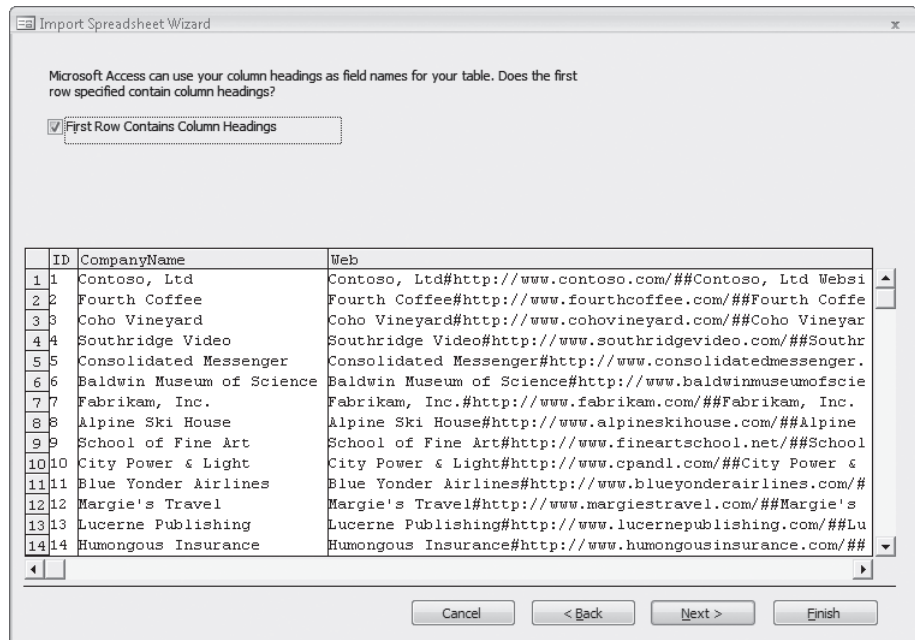 Import Spreadsheet Wizard
x
Microsoft Access can use your column headings as field names for your table. Does the first
row specified contain column headings?
First Row Contains Column Headings
ID CompanyName Web
1 1 Contoso, Ltd Contoso, Ltd#http://www.contoso.com/##Contoso, Ltd Websi
2 2 Fourth Coffee Fourth Coffee#http://www.fourthcoffee.com/##Fourth Coffe
3 3 Coho Vineyard Coho Vineyard#http://www.cohovineyard.com/##Coho Vineyar
4 4 Southridge Video Southridge Video#http://www.southridgevideo.com/##Southr
5 5 Consolidated Messenger Consolidated Messenger#http://www.consolidatedmessenger.
6 6 Baldwin Museum of Science Baldwin Museum of Science#http://www.baldwinmuseumofscie
7 7 Fabrikam, Inc. Fabrikam, Inc.#http://www.fabrikam.com/##Fabrikam, Inc.
8 8 Alpine Ski House Alpine Ski House#http://www.alpineskihouse.com/##Alpine
9 9 School of Fine Art School of Fine Art#http://www.fineartschool.net/##School
10 10 City Power & Light City Power & Light#http://www.cpandl.com/##City Power &
11 11 Blue Yonder Airlines Blue Yonder Airlines#http://www.blueyonderairlines.com/#
12 12 Margie's Travel Margie's Travel#http://www.margiestravel.com/##Margie's
13 13 Lucerne Publishing Lucerne Publishing#http://www.lucernepublishing.com/##Lu
14 14 Humongous Insurance Humongous Insurance#http://www.humongousinsurance.com/##
Cancel < Back Next > Finish